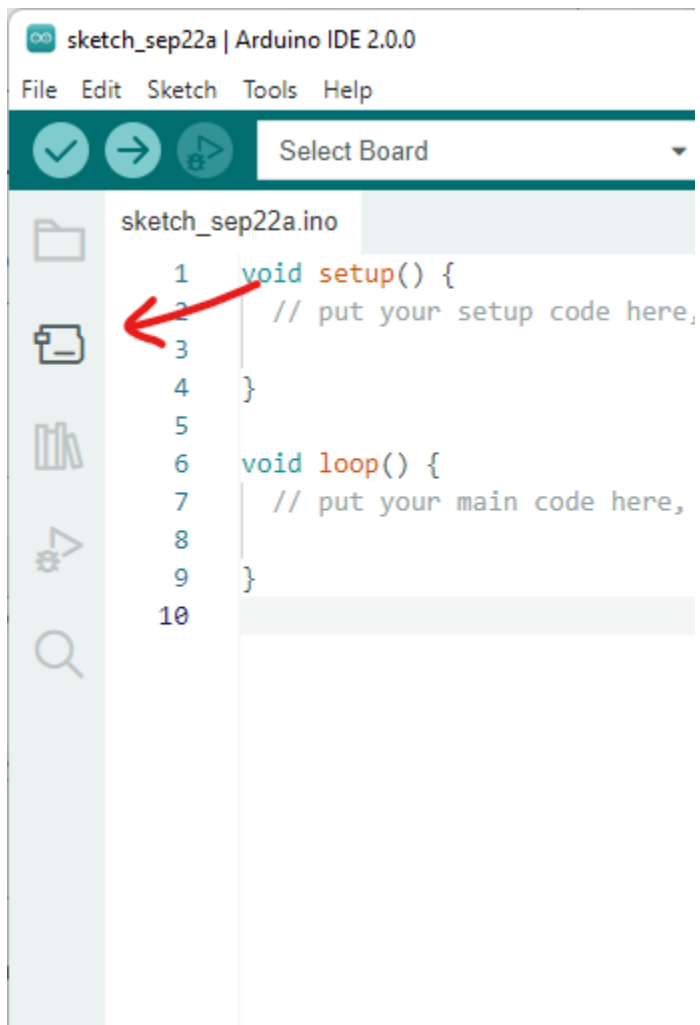 sketch_sep22a | Arduino IDE 2.0.0
File Edit Sketch Tools Help
Select Board
sketch_sep22a.ino
1 void setup() {
2 // put your setup code here,
3
4 }
5
6 void loop() {
7 // put your main code here,
8
9 }
10